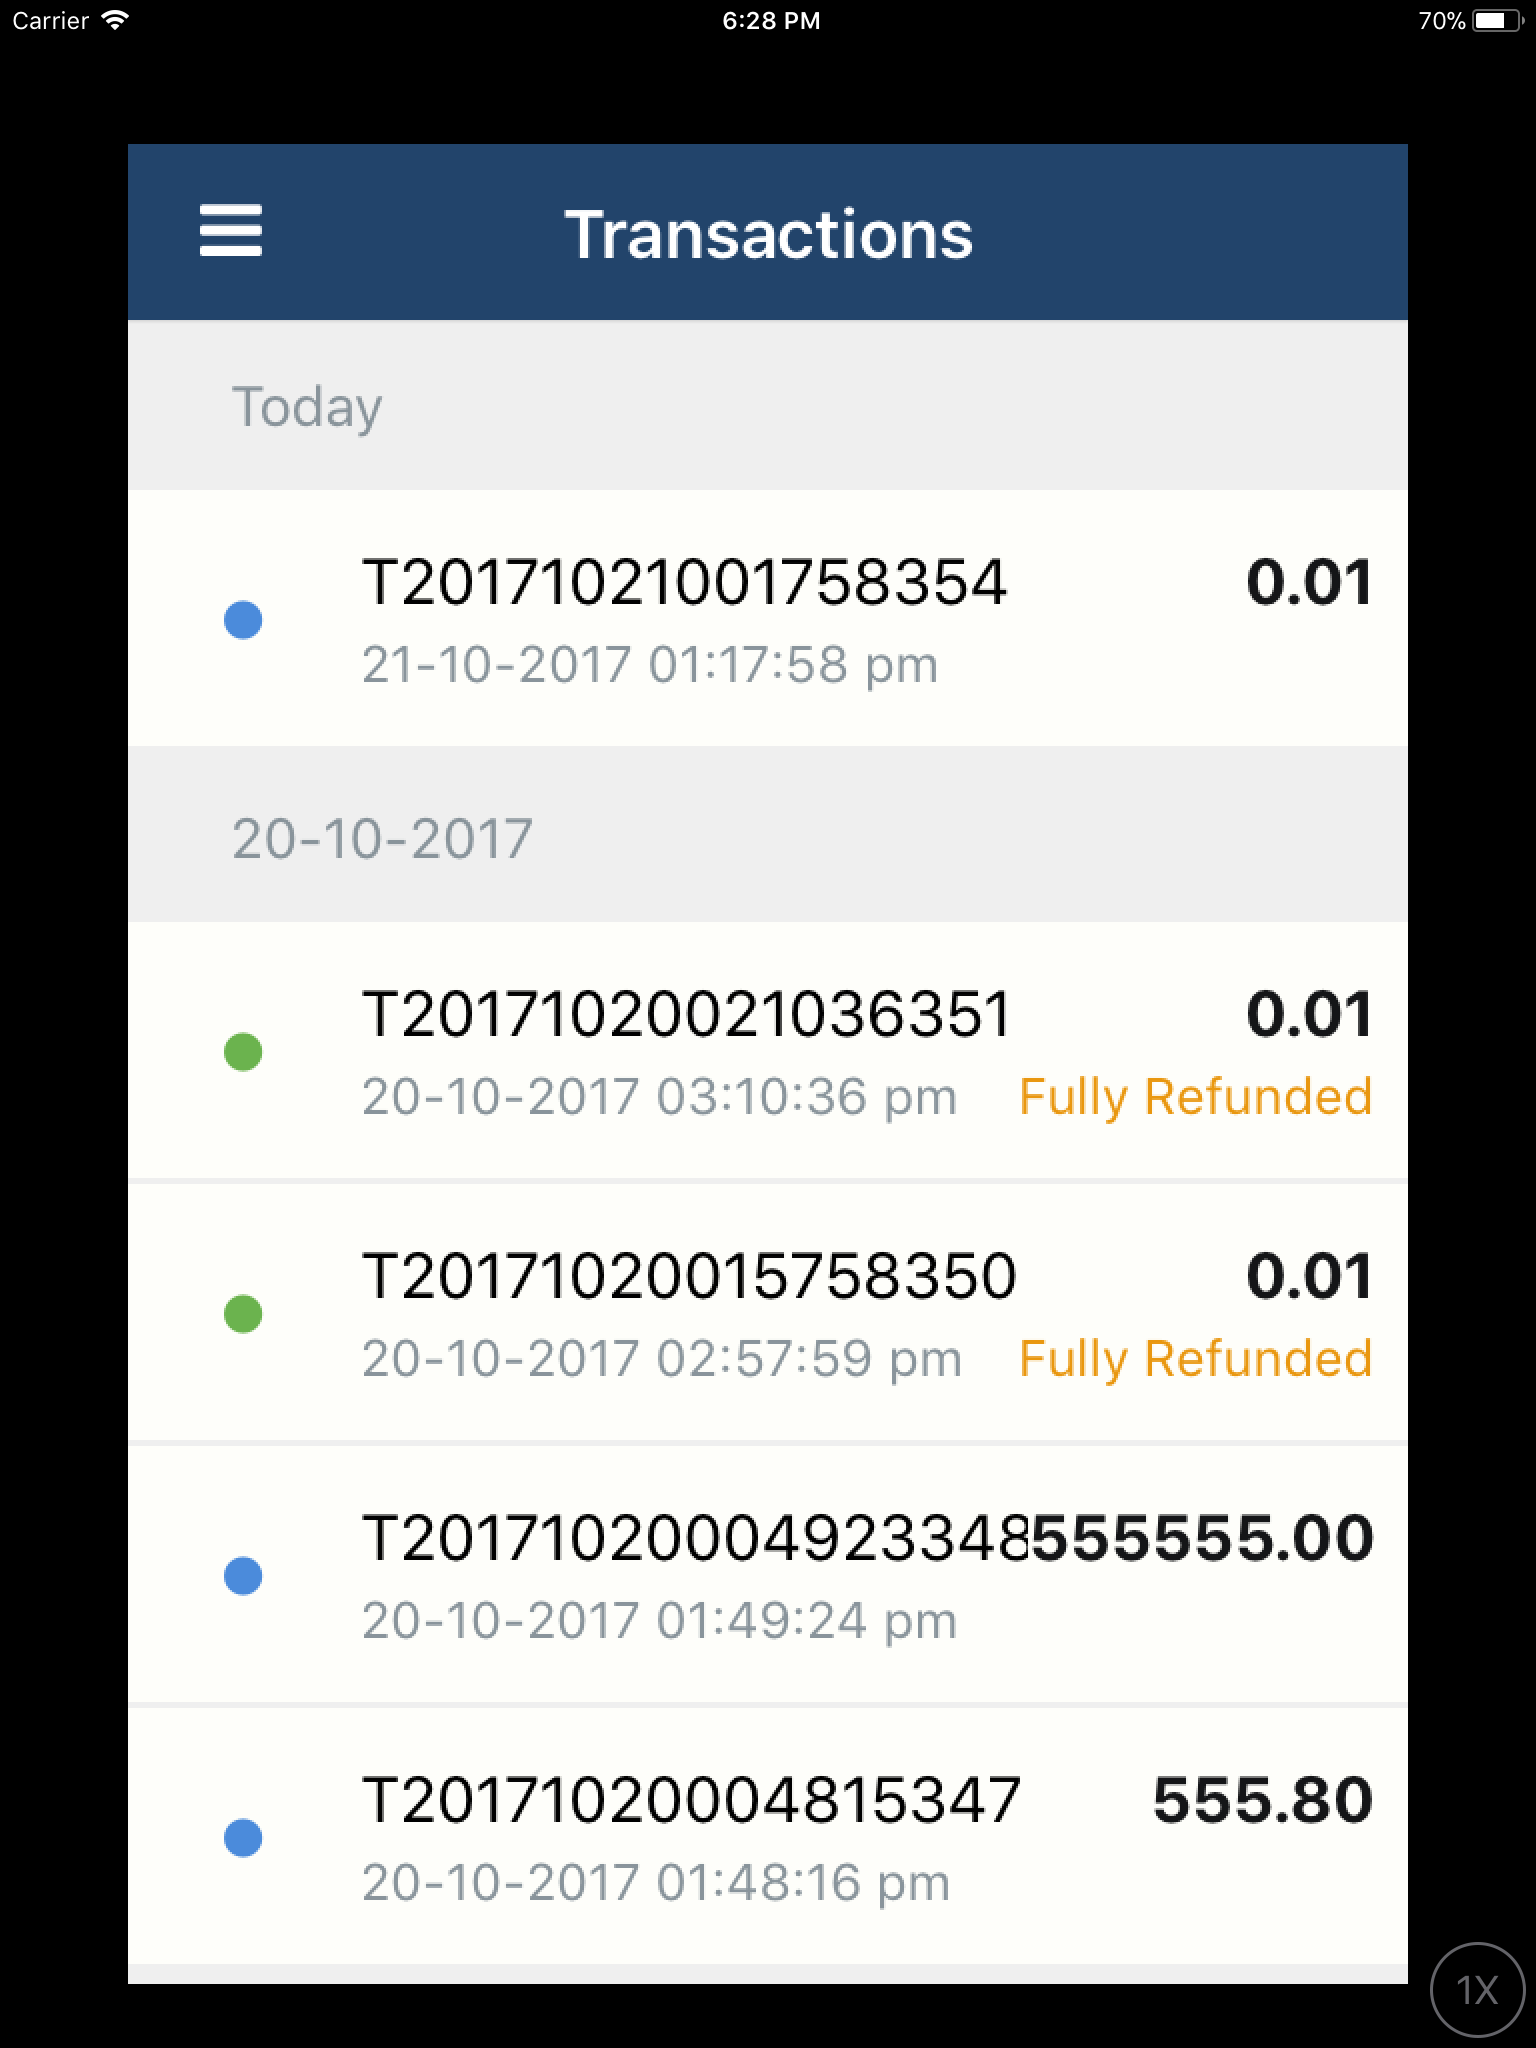 Carrier 6:28 PM 70%
Transactions
Today
T20171021001758354 0.01
21-10-2017 01:17:58 pm
20-10-2017
T20171020021036351 0.01
20-10-2017 03:10:36 pm Fully Refunded
T20171020015758350 0.01
20-10-2017 02:57:59 pm Fully Refunded
T20171020004923348 555555.00
20-10-2017 01:49:24 pm
T20171020004815347 555.80
20-10-2017 01:48:16 pm
1X